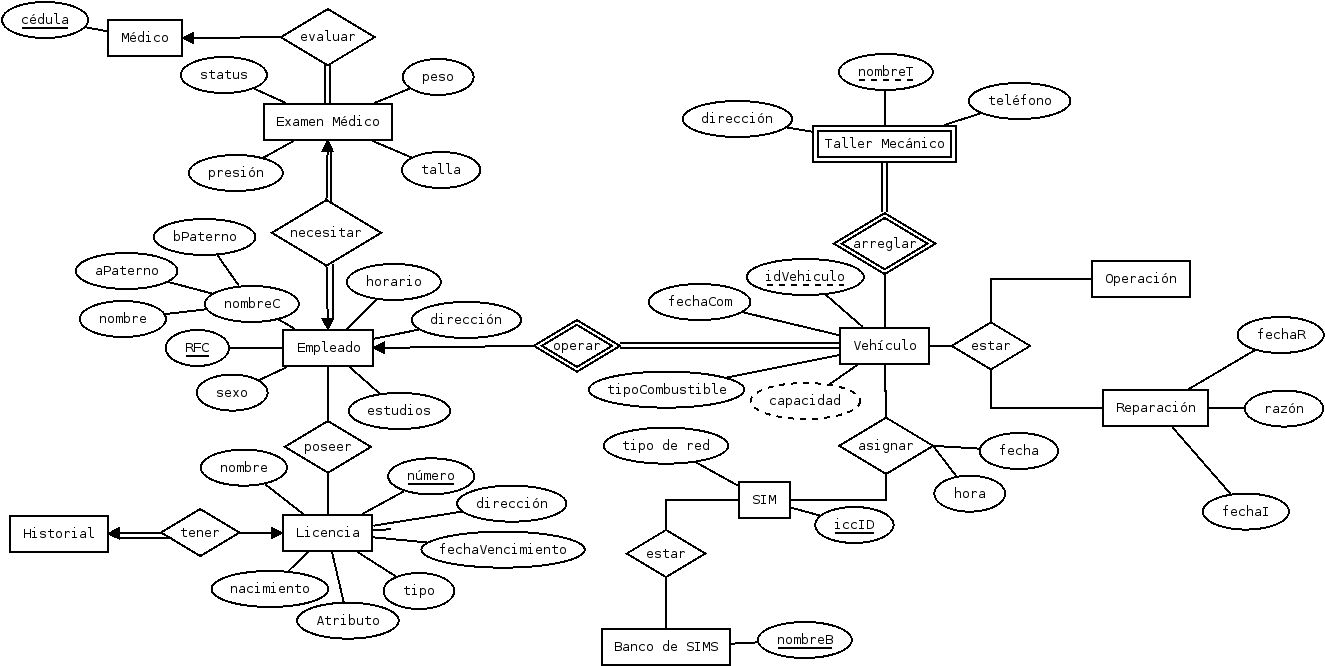 cédula
Médico
evaluar
status
peso
Examen Médico
presión
talla
necesitar
bPaterno
aPaterno
nombreC
nombre
horario
dirección
RFC
Empleado
sexo
estudios
operar
poseer
nombre
número
dirección
Historial
tener
Licencia
fechaVencimiento
nacimiento
tipo
Atributo
nombreT
dirección
teléfono
Taller Mecánico
arreglar
idVehiculo
fechaCom
Vehículo
tipoCombustible
capacidad
estar
Operación
fechaR
Reparación
razón
fechaI
asignar
fecha
hora
tipo de red
SIM
iccID
estar
Banco de SIMS
nombreB